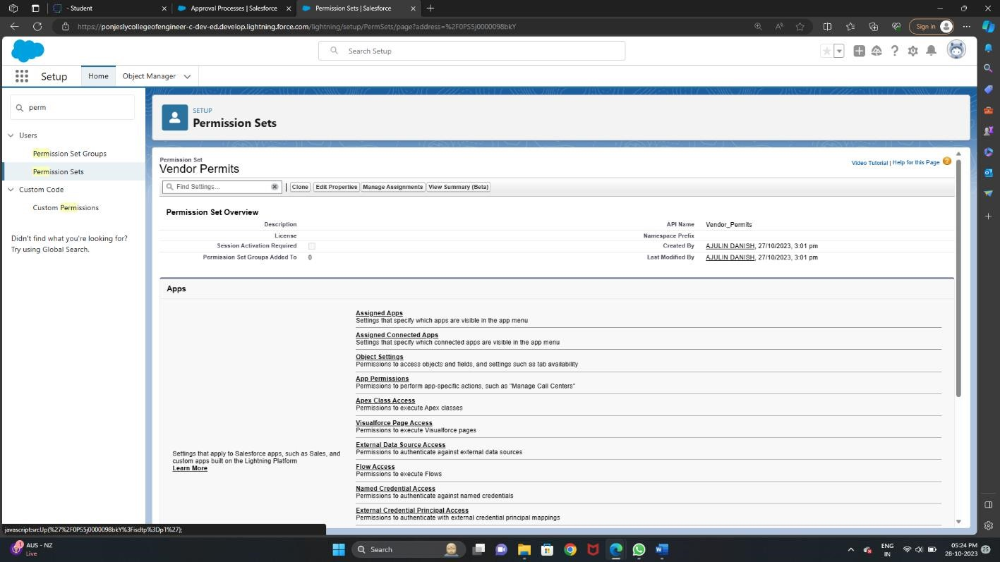 - Student
Approval Processes | Salesforce
Permission Sets | Salesforce
https://ponjeslycollegeofengineer-c-dev-ed.develop.lightning.force.com/lightning/setup/PermSets/page?address=%2F0PS5j0000098bkY
Sign in
Search Setup
Setup
Home
Object Manager
perm
Users
Permission Set Groups
Permission Sets
Custom Code
Custom Permissions
Didn't find what you're looking for?
Try using Global Search.
SETUP
Permission Sets
Permission Set
Vendor Permits
Video Tutorial | Help for this Page
Find Settings... | Clone Edit Properties Manage Assignments View Summary (Beta)
Permission Set Overview
Description API Name Vendor_Permits
License Namespace Prefix
Session Activation Required Created By AJULIN DANISH, 27/10/2023, 3:01 pm
Permission Set Groups Added To 0 Last Modified By AJULIN DANISH, 27/10/2023, 3:01 pm
Apps
Settings that apply to Salesforce apps, such as Sales, and
custom apps built on the Lightning Platform
Learn More
Assigned Apps
Settings that specify which apps are visible in the app menu
Assigned Connected Apps
Settings that specify which connected apps are visible in the app menu
Object Settings
Permissions to access objects and fields, and settings such as tab availability
App Permissions
Permissions to perform app-specific actions, such as "Manage Call Centers"
Apex Class Access
Permissions to execute Apex classes
Visualforce Page Access
Permissions to execute Visualforce pages
External Data Source Access
Permissions to authenticate against external data sources
Flow Access
Permissions to execute Flows
Named Credential Access
Permissions to authenticate against named credentials
External Credential Principal Access
Permissions to authenticate with external credential principal mappings
javascript:srcUp(%27%2F0PS5j0000098bkY%3Fisdtp%3Dp1%27);
1
AUS - NZ
Live
Search
ENG
IN
05:24 PM
28-10-2023
25